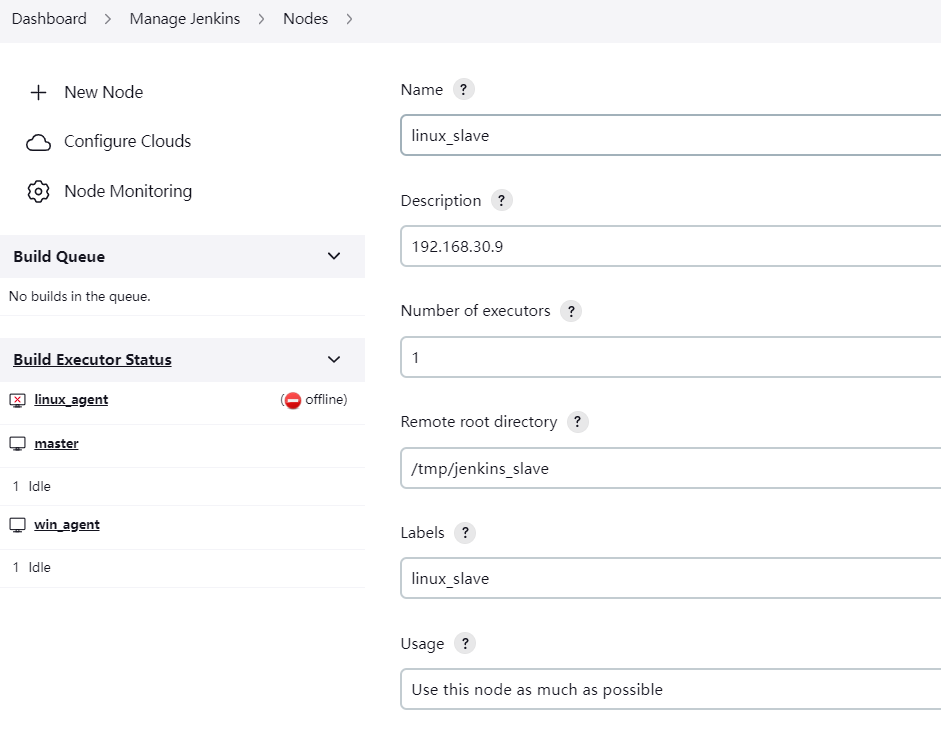 Dashboard > Manage Jenkins > Nodes >
New Node
Configure Clouds
Node Monitoring
Build Queue
No builds in the queue.
Build Executor Status
linux_agent (offline)
master
1 Idle
win_agent
1 Idle
Name ?
linux_slave
Description ?
192.168.30.9
Number of executors ?
1
Remote root directory ?
/tmp/jenkins_slave
Labels ?
linux_slave
Usage ?
Use this node as much as possible